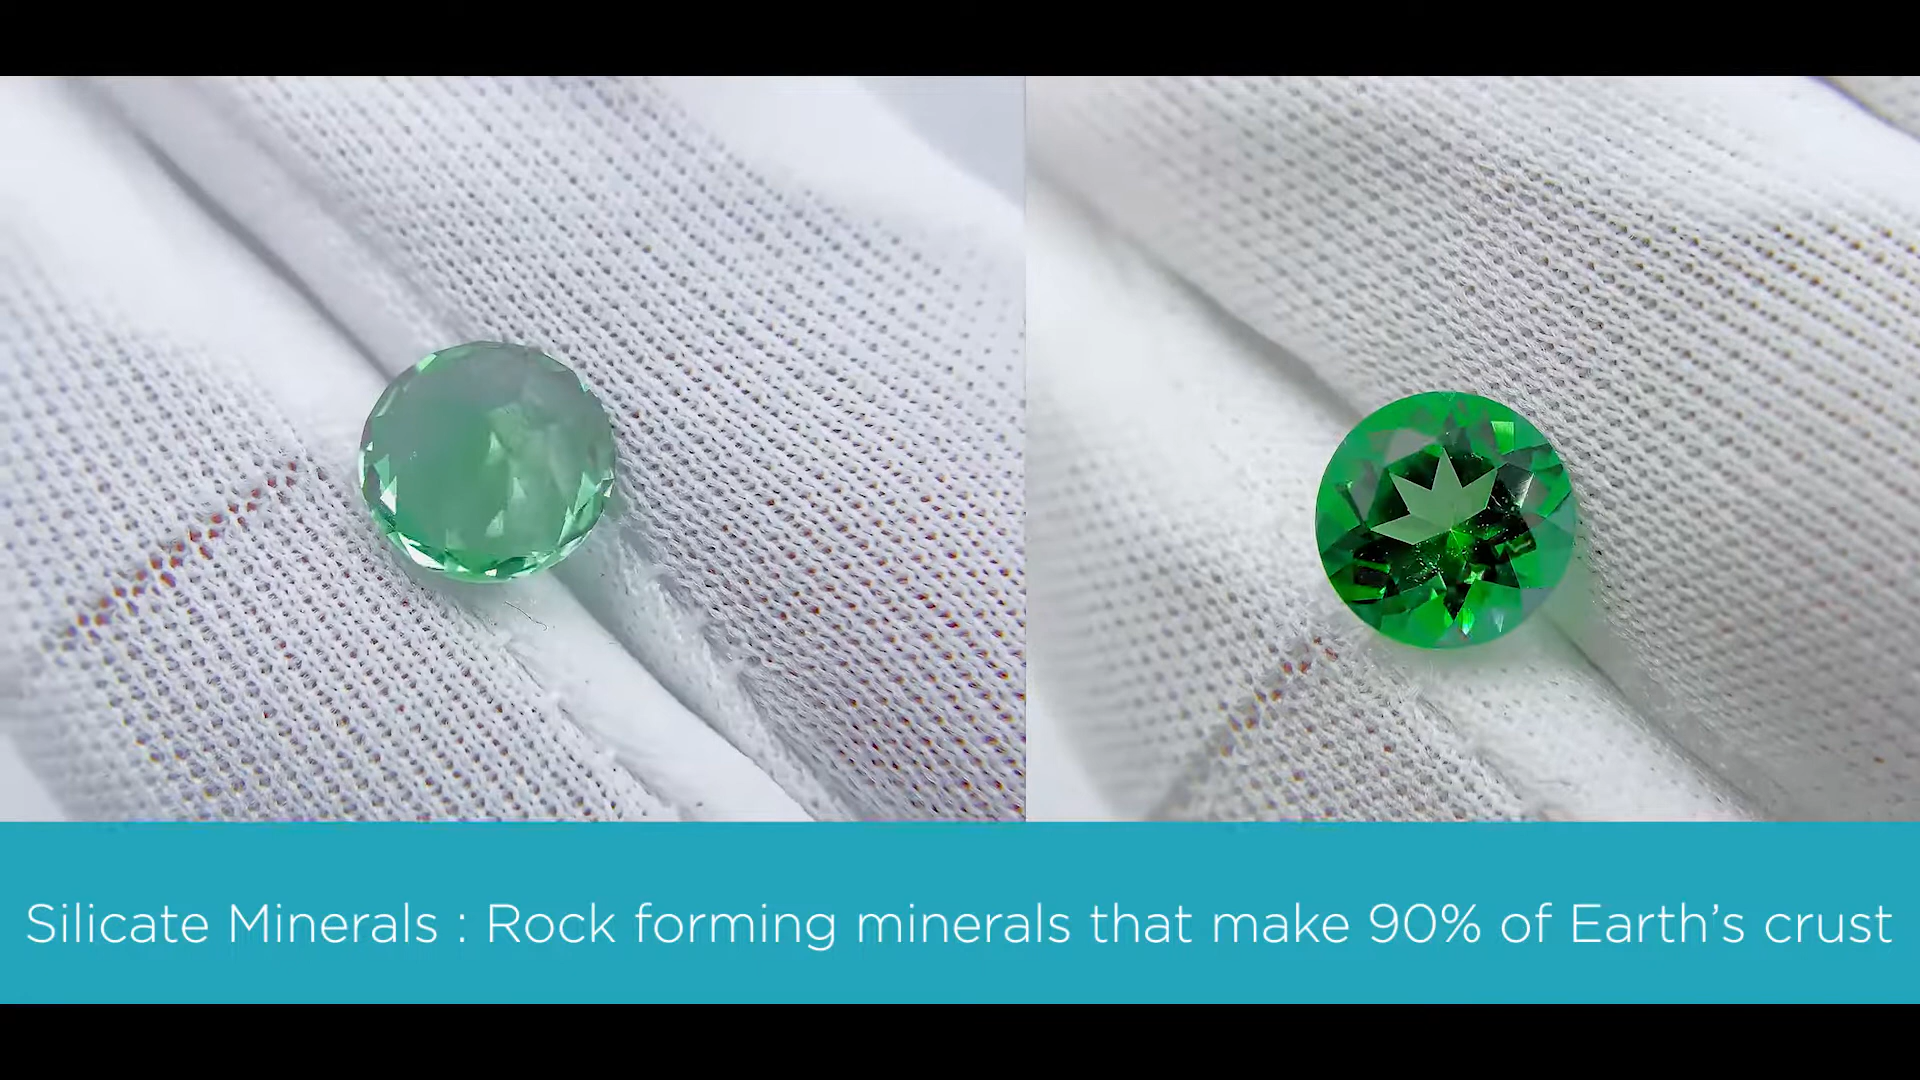 Silicate Minerals : Rock forming minerals that make 90% of Earth’s crust